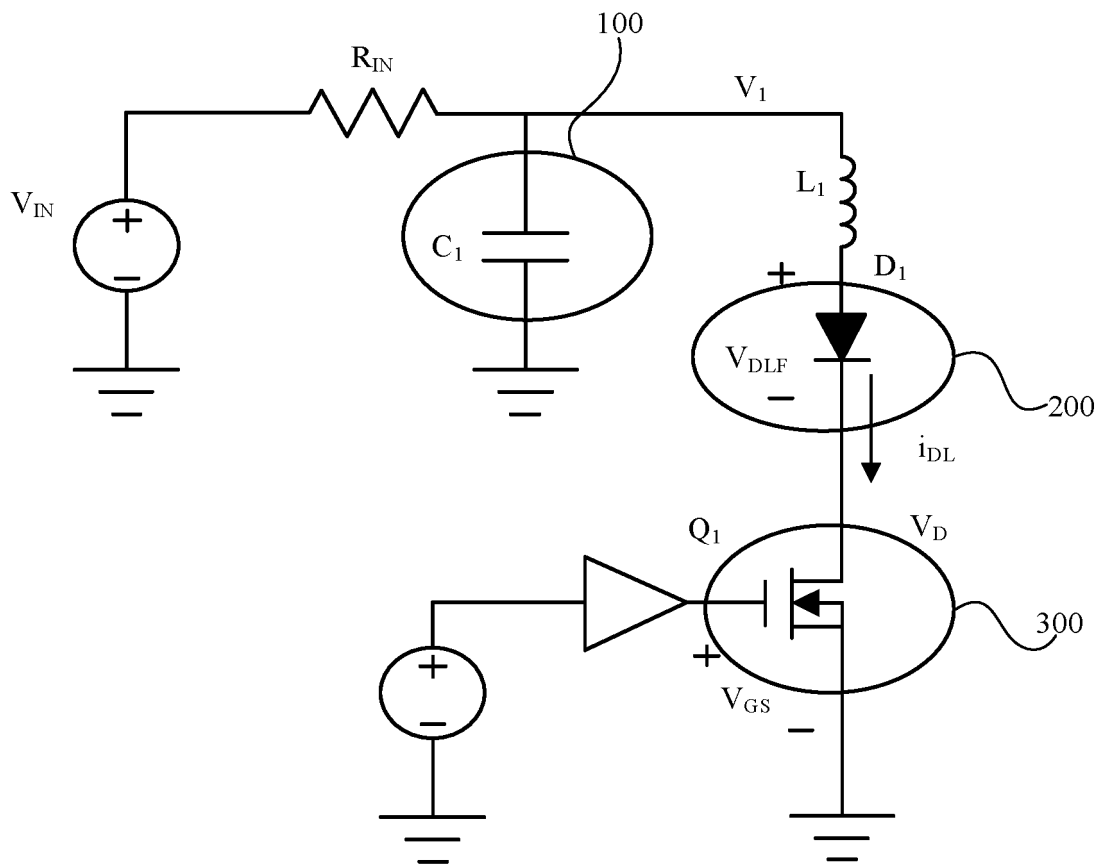 100
R_IN
V_1
V_IN
+
−
C_1
L_1
+
D_1
V_DLF
−
200
i_DL
Q_1
V_D
300
+
−
+
V_GS
−